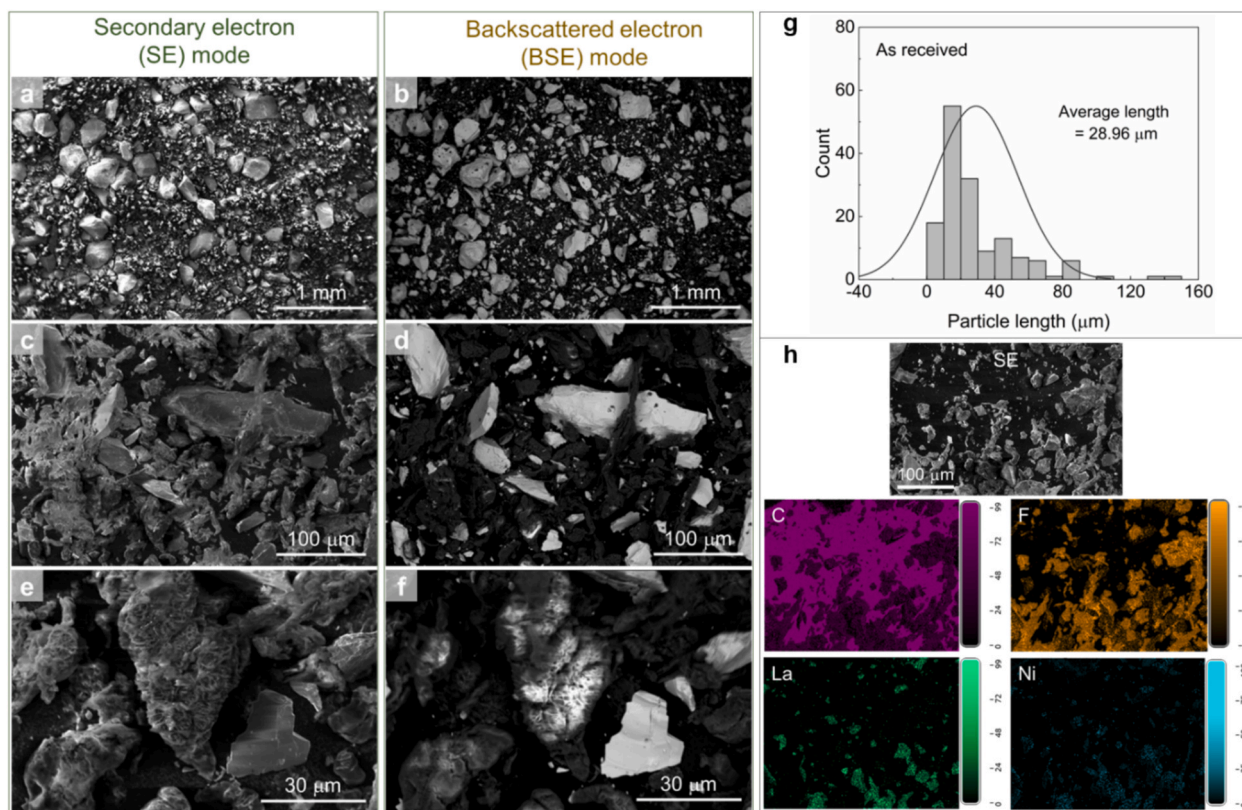 Secondary electron
(SE) mode
Backscattered electron
(BSE) mode
a
1 mm
b
1 mm
c
100 μm
d
100 μm
e
30 μm
f
30 μm
g
80
60
40
20
0
Count
As received
Average length
= 28.96 μm
-40 0 40 80 120 160
Particle length (μm)
h
SE
100 μm
C
99
72
48
24
0
F
La
99
72
48
24
0
Ni